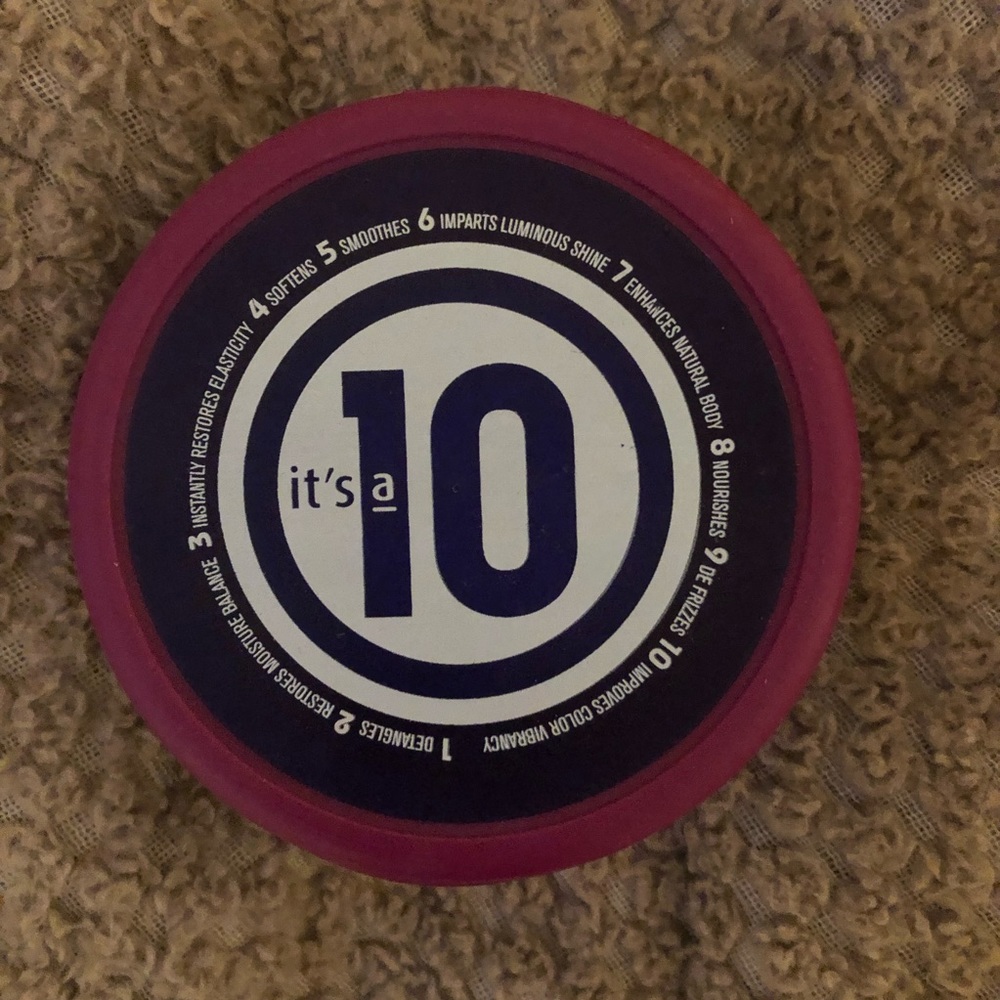 it's a 10
1 DETANGLES
2 RESTORES MOISTURE BALANCE
3 INSTANTLY RESTORES ELASTICITY
4 SOFTENS
5 SMOOTHES
6 IMPARTS LUMINOUS SHINE
7 ENHANCES NATURAL BODY
8 NOURISHES
9 DE FRIZZES
10 IMPROVES COLOR VIBRANCY